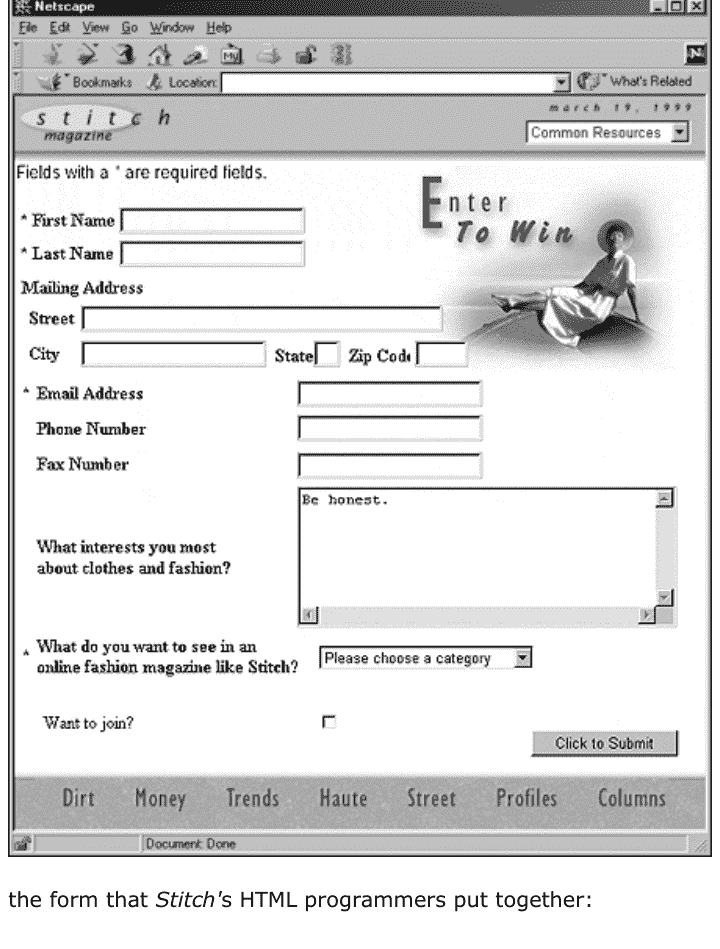 Netscape
File Edit View Go Window Help
My
N
Bookmarks Location: What's Related
march 19, 1999
stitch
magazine
Common Resources
Fields with a * are required fields.
Enter
To Win
* First Name
* Last Name
Mailing Address
Street
City State Zip Code
* Email Address
Phone Number
Fax Number
Be honest.
What interests you most
about clothes and fashion?
* What do you want to see in an
online fashion magazine like Stitch?
Please choose a category
Want to join?
Click to Submit
Dirt Money Trends Haute Street Profiles Columns
Document: Done
the form that Stitch's HTML programmers put together: